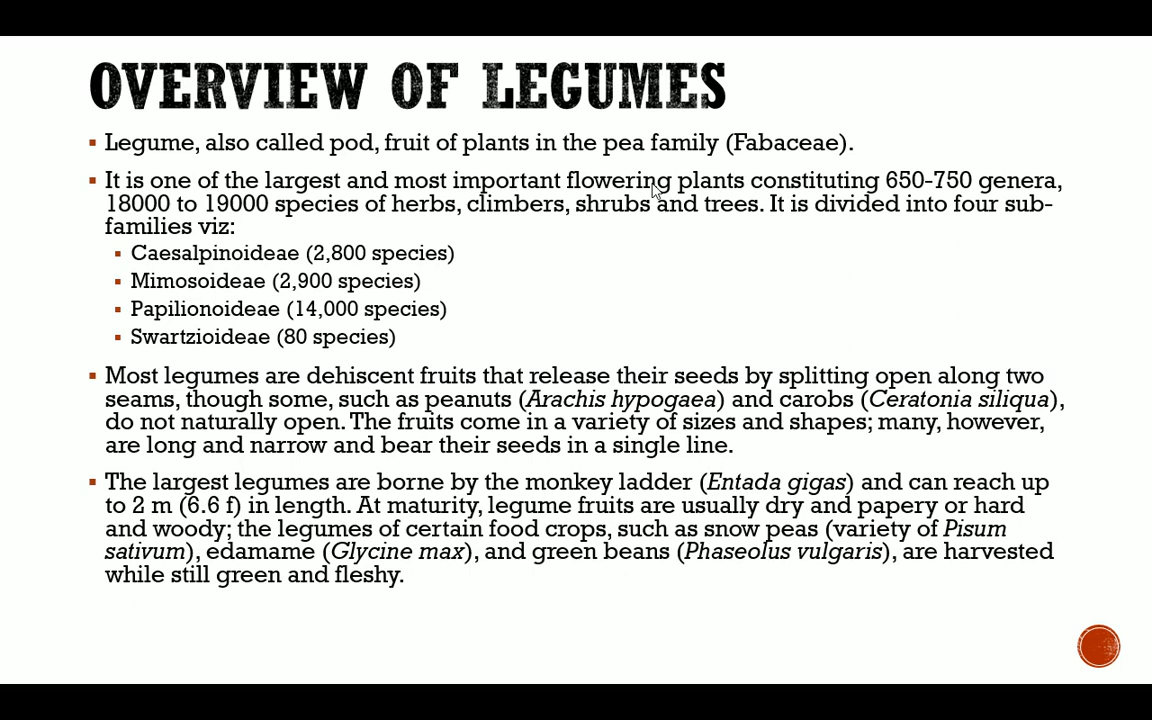 OVERVIEW OF LEGUMES
▪ Legume, also called pod, fruit of plants in the pea family (Fabaceae).
▪ It is one of the largest and most important flowering plants constituting 650-750 genera,
18000 to 19000 species of herbs, climbers, shrubs and trees. It is divided into four sub-
families viz:
▪ Caesalpinoideae (2,800 species)
▪ Mimosoideae (2,900 species)
▪ Papilionoideae (14,000 species)
▪ Swartzioideae (80 species)
▪ Most legumes are dehiscent fruits that release their seeds by splitting open along two
seams, though some, such as peanuts (Arachis hypogaea) and carobs (Ceratonia siliqua),
do not naturally open. The fruits come in a variety of sizes and shapes; many, however,
are long and narrow and bear their seeds in a single line.
▪ The largest legumes are borne by the monkey ladder (Entada gigas) and can reach up
to 2 m (6.6 f) in length. At maturity, legume fruits are usually dry and papery or hard
and woody; the legumes of certain food crops, such as snow peas (variety of Pisum
sativum), edamame (Glycine max), and green beans (Phaseolus vulgaris), are harvested
while still green and fleshy.